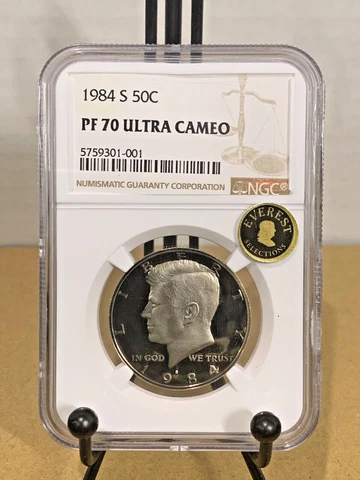 1984 S 50C
PF 70 ULTRA CAMEO
5759301-001
NUMISMATIC GUARANTY CORPORATION
NGC®
EVEREST
SELECTIONS
LIBERTY
IN GOD WE TRUST
1984